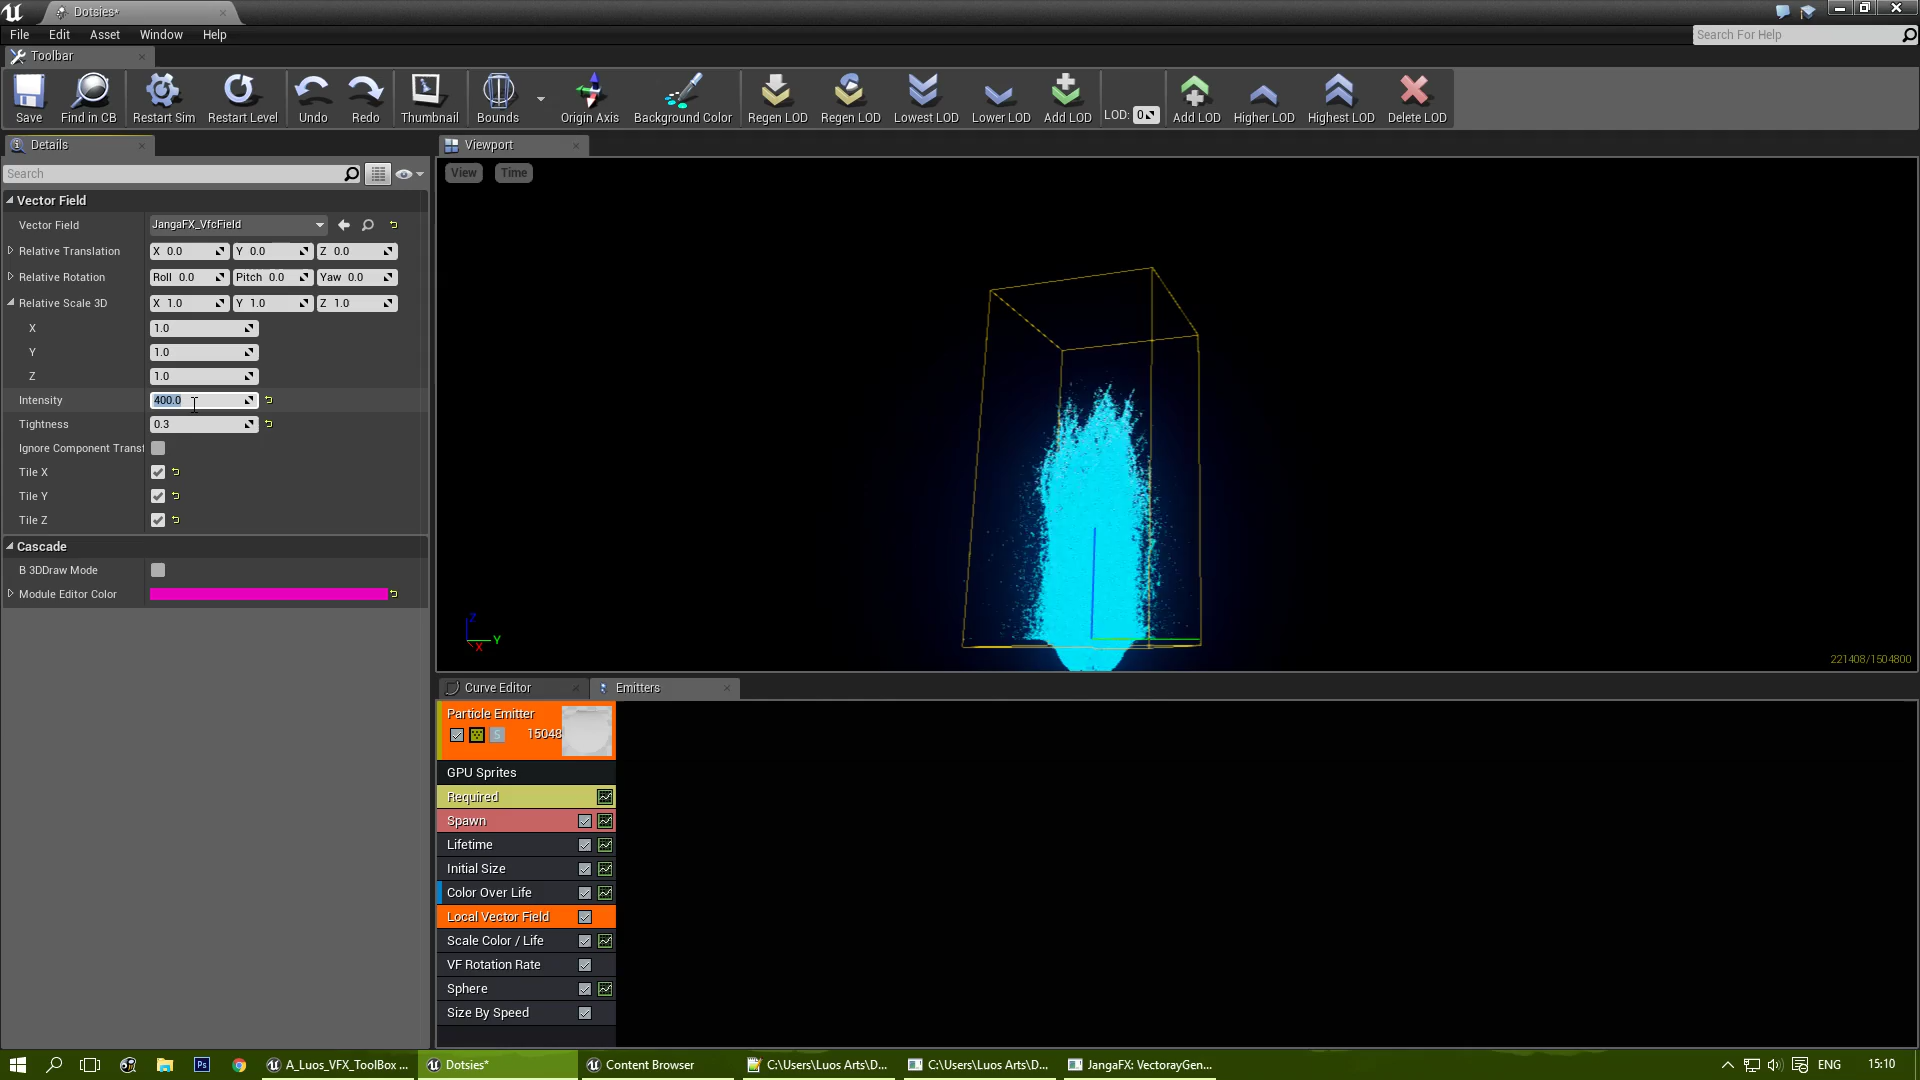 Dotsies*
File Edit Asset Window Help
Search For Help
Toolbar
Save Find in CB Restart Sim Restart Level Undo Redo Thumbnail Bounds Origin Axis Background Color Regen LOD Regen LOD Lowest LOD Lower LOD Add LOD LOD: 0 Add LOD Higher LOD Highest LOD Delete LOD
Details
Viewport
Search
View Time
Vector Field
Vector Field JangaFX_VfcField
Relative Translation X 0.0 Y 0.0 Z 0.0
Relative Rotation Roll 0.0 Pitch 0.0 Yaw 0.0
Relative Scale 3D X 1.0 Y 1.0 Z 1.0
X 1.0
Y 1.0
Z 1.0
Intensity 400.0
Tightness 0.3
Ignore Component Transf
Tile X
Tile Y
Tile Z
Cascade
B 3DDraw Mode
Module Editor Color
Z
Y
X
221408/1504800
Curve Editor Emitters
Particle Emitter
S 15048
GPU Sprites
Required
Spawn
Lifetime
Initial Size
Color Over Life
Local Vector Field
Scale Color / Life
VF Rotation Rate
Sphere
Size By Speed
Ps A_Luos_VFX_ToolBox ... Dotsies* Content Browser C:\Users\Luos Arts\D... C:\Users\Luos Arts\D... JangaFX: VectorayGen... ENG 15:10